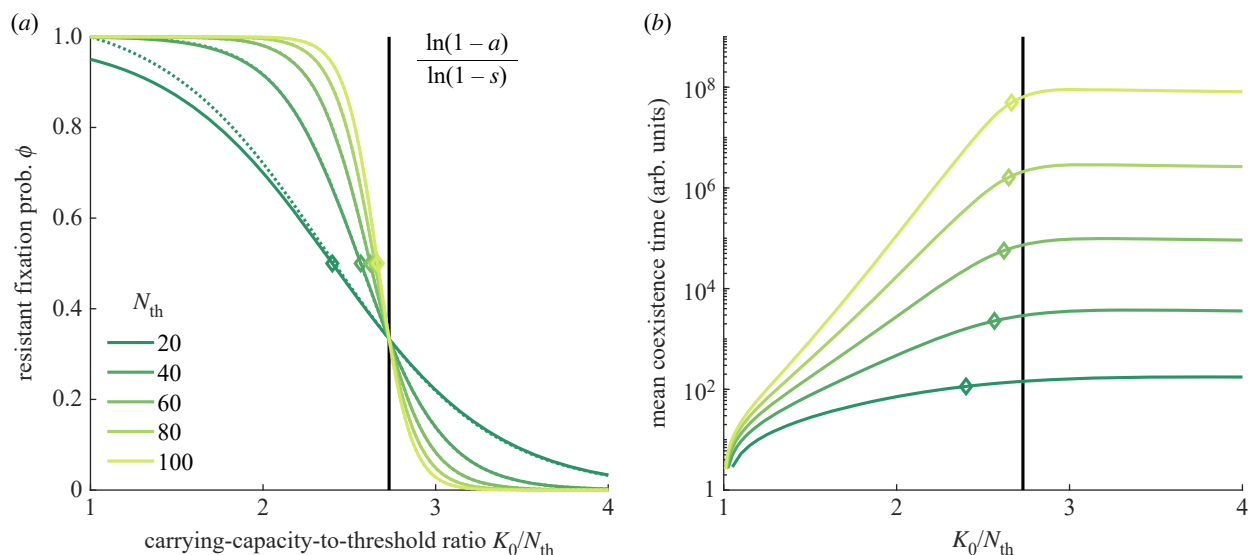 (a)
1.0
0.8
0.6
0.4
0.2
0
resistant fixation prob. ϕ
ln(1 – a)
ln(1 – s)
N_th
20
40
60
80
100
1 2 3 4
carrying-capacity-to-threshold ratio K_0/N_th
(b)
10^8
10^6
10^4
10^2
1
mean coexistence time (arb. units)
1 2 3 4
K_0/N_th